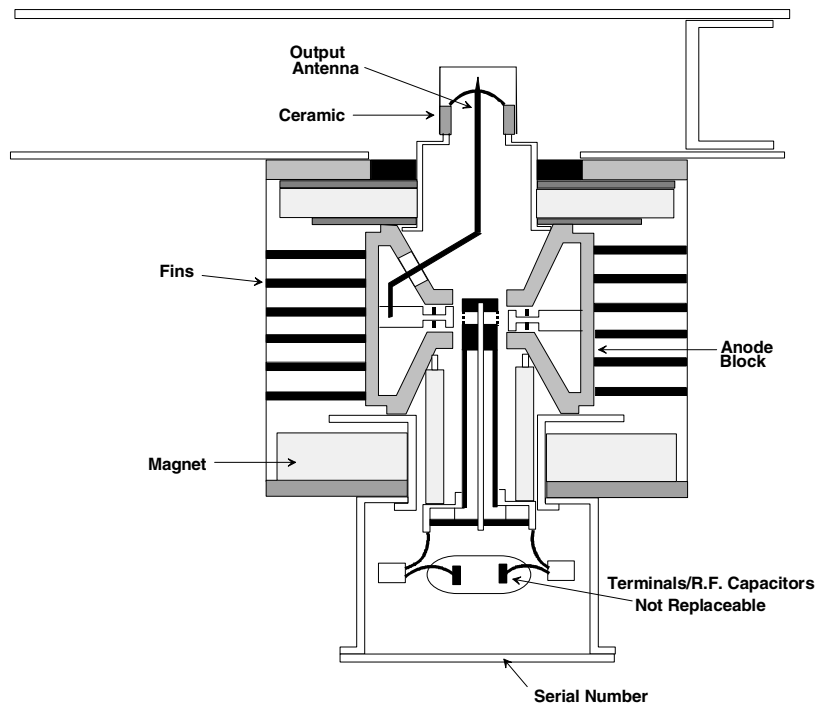 Output
Antenna
Ceramic
Fins
Anode
Block
Magnet
Terminals/R.F. Capacitors
Not Replaceable
Serial Number